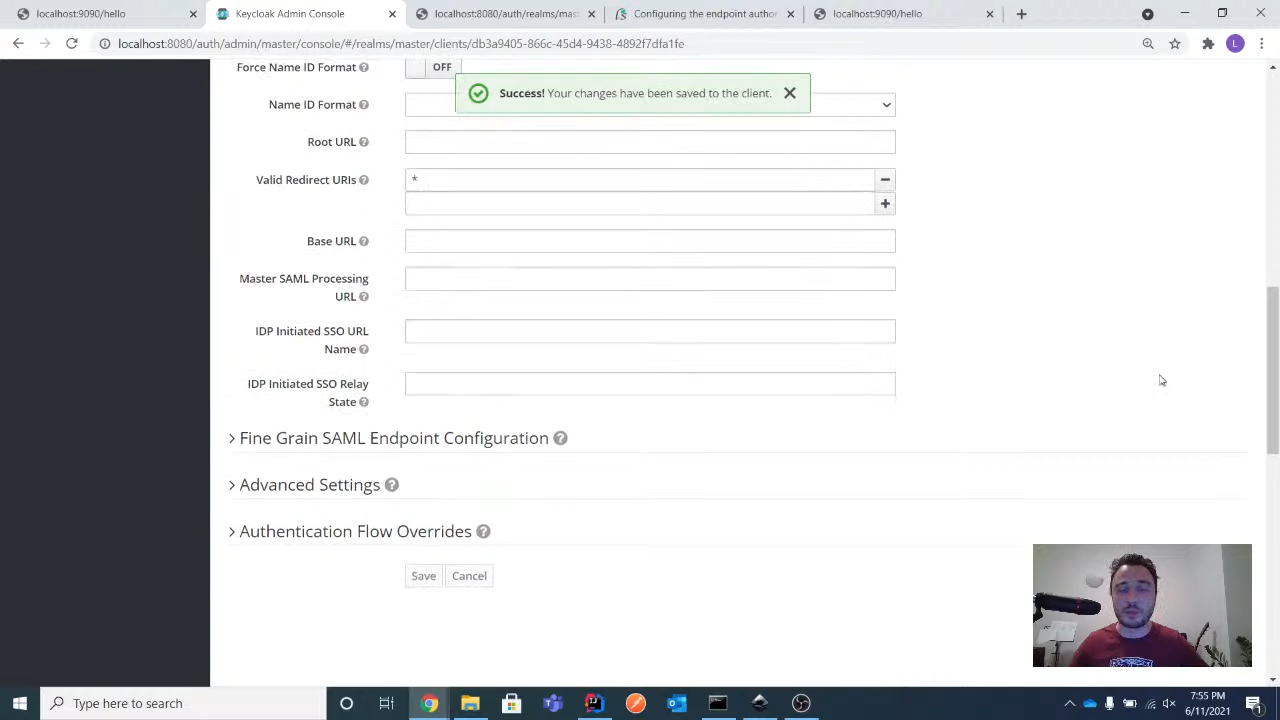 localhost:9090/hello
Keycloak Admin Console
localhost:8080/auth/realms/mast
Configuring the endpoint author
localhost:9090/hello
localhost:8080/auth/admin/master/console/#/realms/master/clients/db3a9405-866c-45d4-9438-4892f7dfa1fe
L
Force Name ID Format
OFF
Success! Your changes have been saved to the client.
Name ID Format
Root URL
Valid Redirect URIs
*
Base URL
Master SAML Processing
URL
IDP Initiated SSO URL
Name
IDP Initiated SSO Relay
State
Fine Grain SAML Endpoint Configuration
Advanced Settings
Authentication Flow Overrides
Save
Cancel
Type here to search
ENG
7:55 PM
6/11/2021